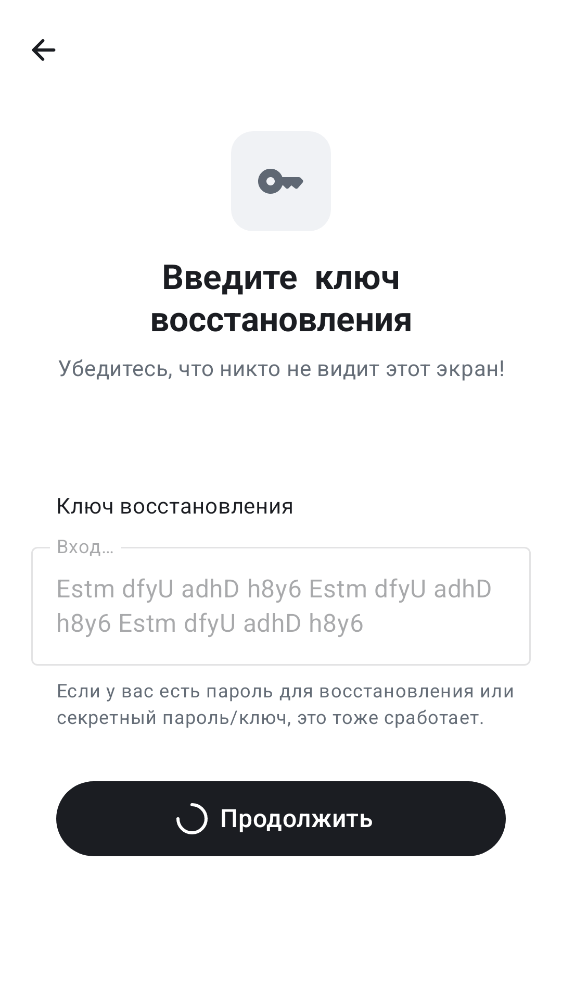 Введите ключ
восстановления
Убедитесь, что никто не видит этот экран!
Ключ восстановления
Вход…
Estm dfyU adhD h8y6 Estm dfyU adhD
h8y6 Estm dfyU adhD h8y6
Если у вас есть пароль для восстановления или
секретный пароль/ключ, это тоже сработает.
Продолжить